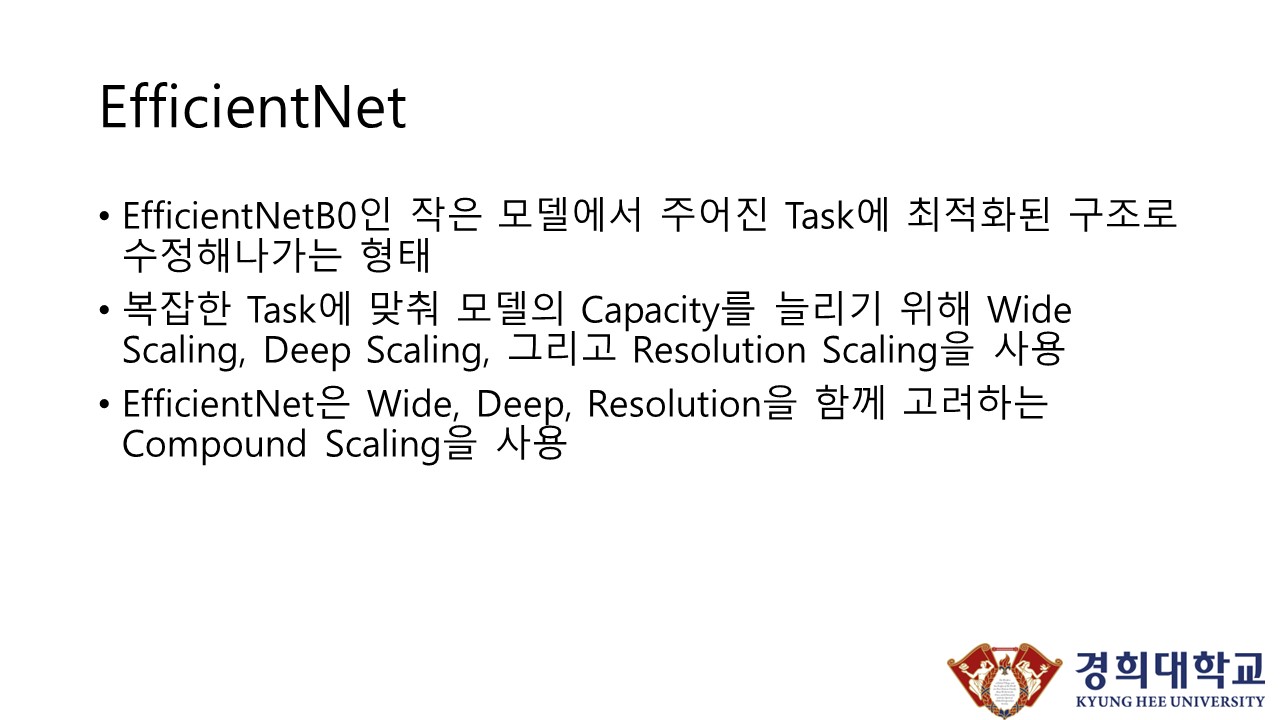 EfficientNet
• EfficientNetB0인 작은 모델에서 주어진 Task에 최적화된 구조로
수정해나가는 형태
• 복잡한 Task에 맞춰 모델의 Capacity를 늘리기 위해 Wide
Scaling, Deep Scaling, 그리고 Resolution Scaling을 사용
• EfficientNet은 Wide, Deep, Resolution을 함께 고려하는
Compound Scaling을 사용
경희대학교
KYUNG HEE UNIVERSITY